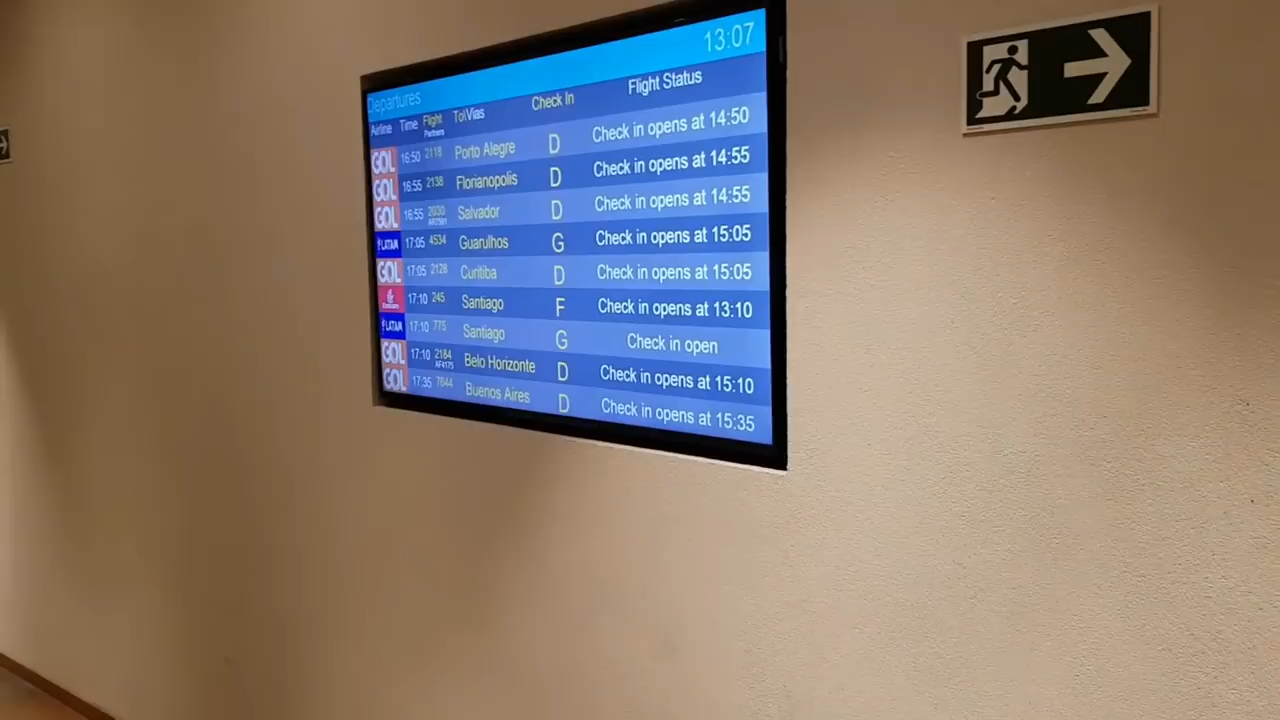 13:07
Departures
Airline Time Flight Partners To\Vias Check In Flight Status
GOL 16:50 2118 Porto Alegre D Check in opens at 14:50
GOL 16:55 2138 Florianopolis D Check in opens at 14:55
GOL 16:55 2030 Salvador D Check in opens at 14:55
LATAM 17:05 4534 Guarulhos G Check in opens at 15:05
GOL 17:05 2128 Curitiba D Check in opens at 15:05
Emirates 17:10 245 Santiago F Check in opens at 13:10
LATAM 17:10 775 Santiago G Check in open
GOL 17:10 2184 AF4175 Belo Horizonte D Check in opens at 15:10
GOL 17:35 7644 Buenos Aires D Check in opens at 15:35